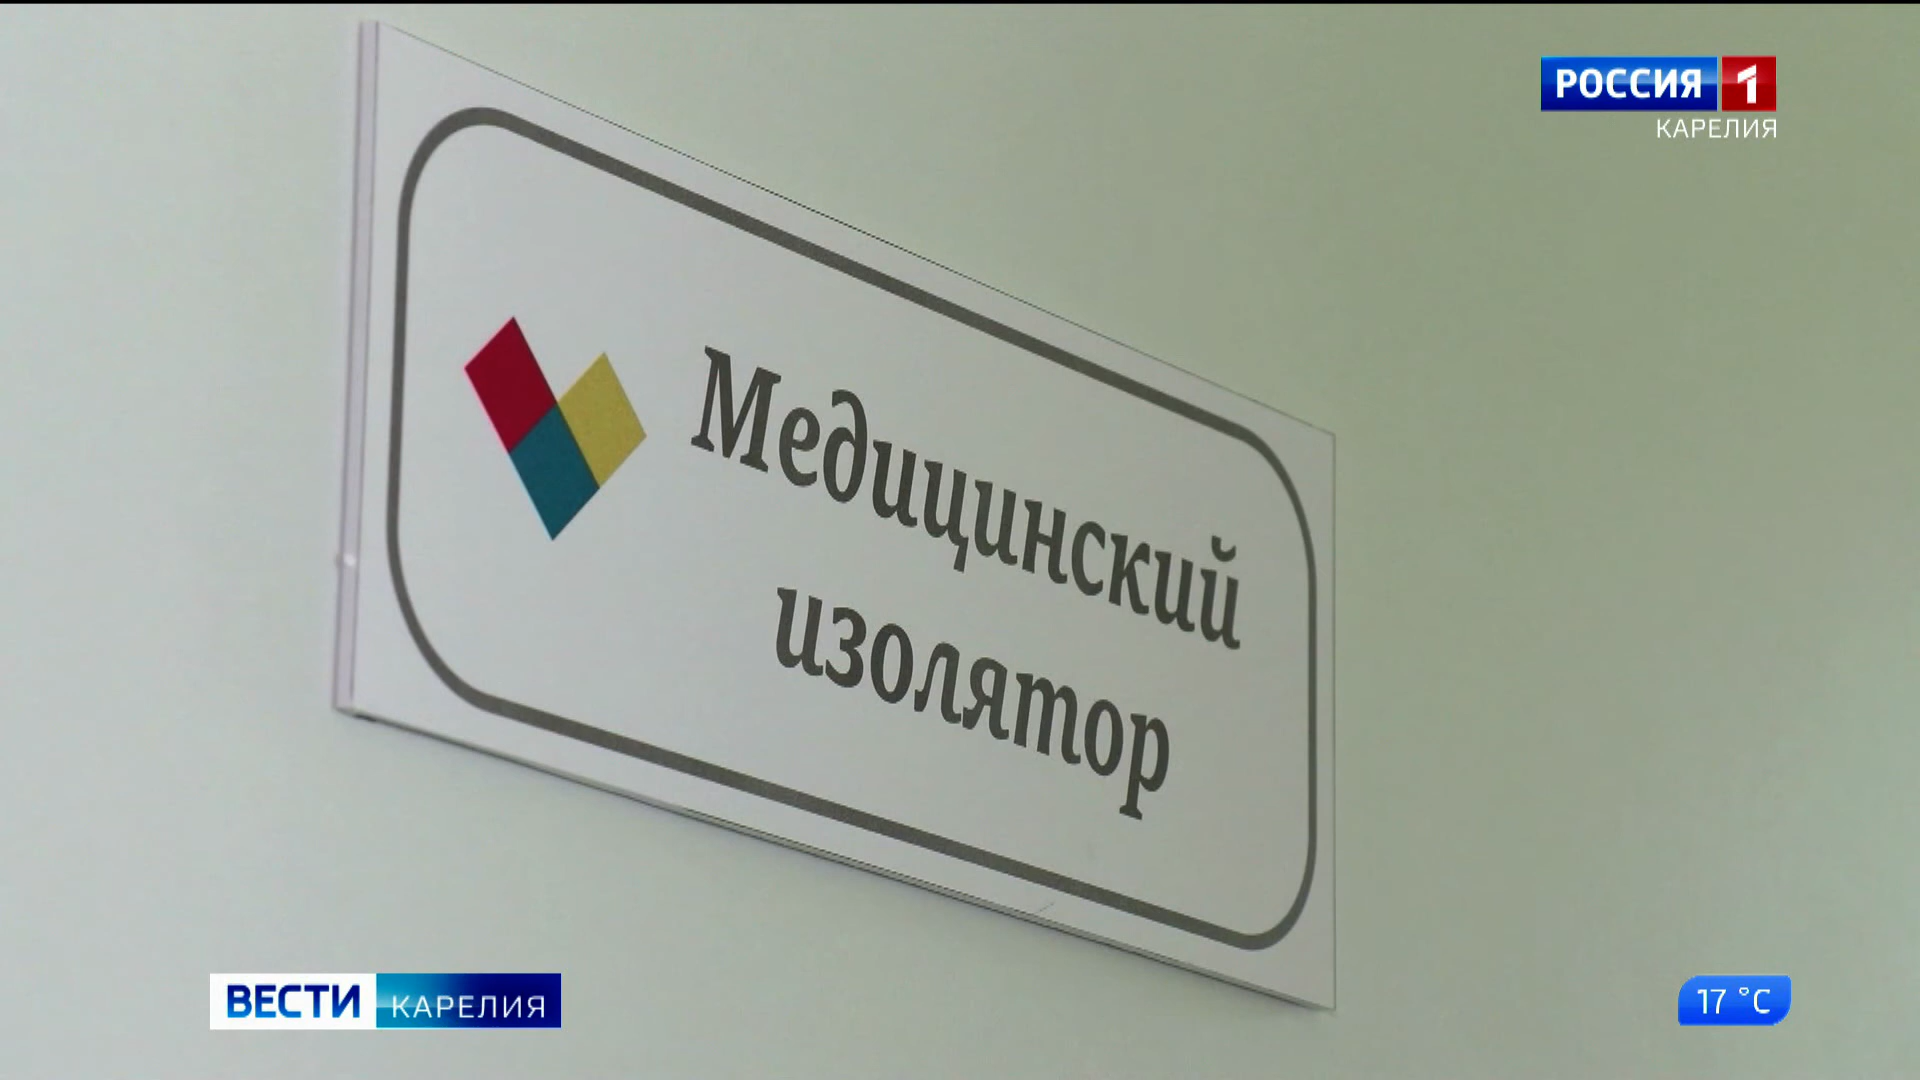 РОССИЯ 1
КАРЕЛИЯ
Медицинский
изолятор
ВЕСТИ КАРЕЛИЯ
17 °C